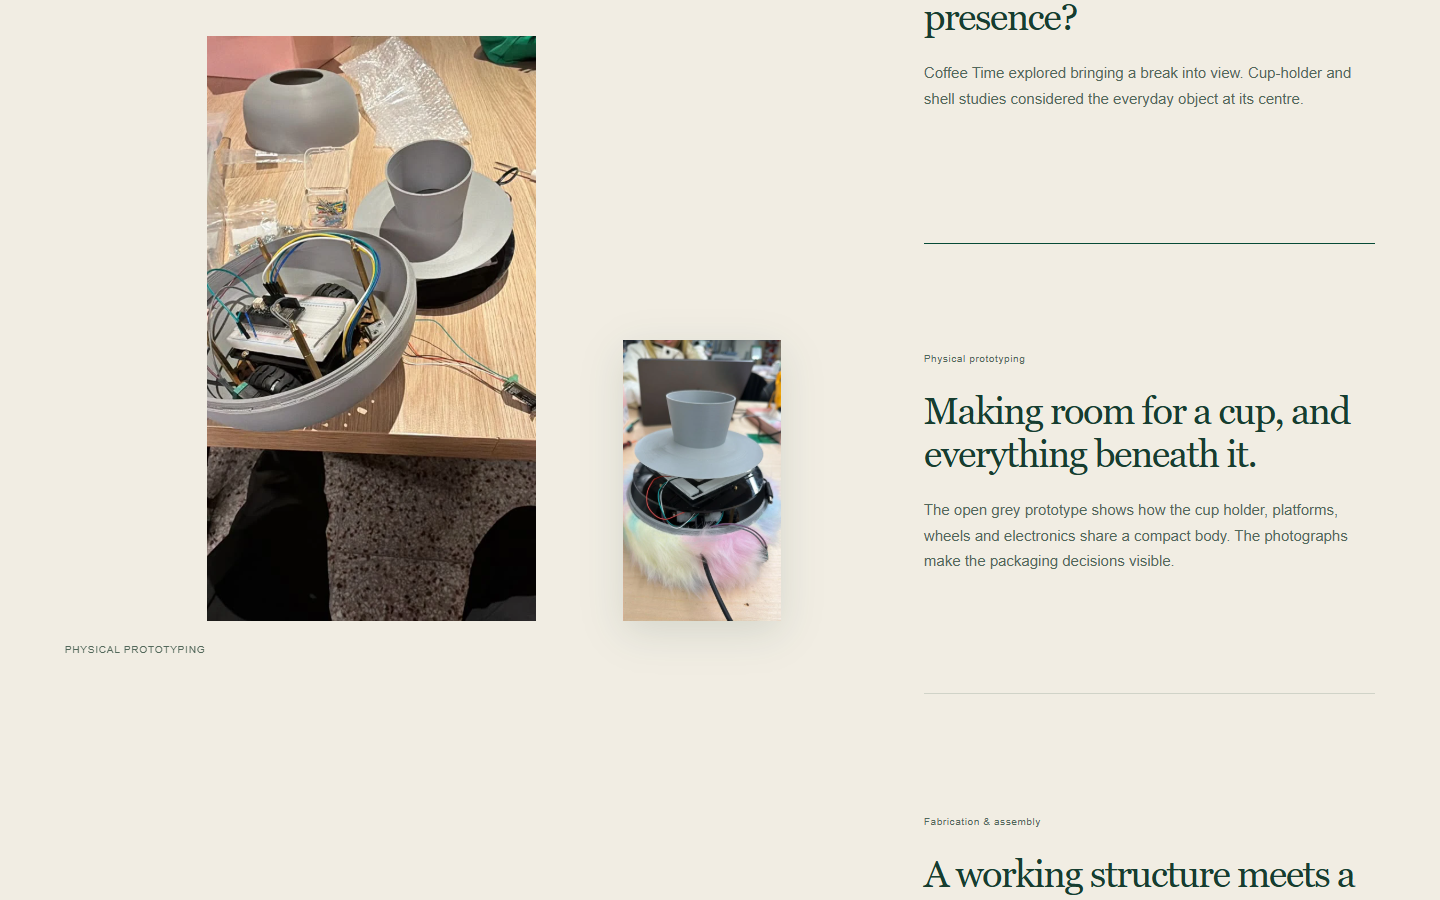 presence?
Coffee Time explored bringing a break into view. Cup-holder and
shell studies considered the everyday object at its centre.
Physical prototyping
Making room for a cup, and
everything beneath it.
The open grey prototype shows how the cup holder, platforms,
wheels and electronics share a compact body. The photographs
make the packaging decisions visible.
PHYSICAL PROTOTYPING
Fabrication & assembly
A working structure meets a